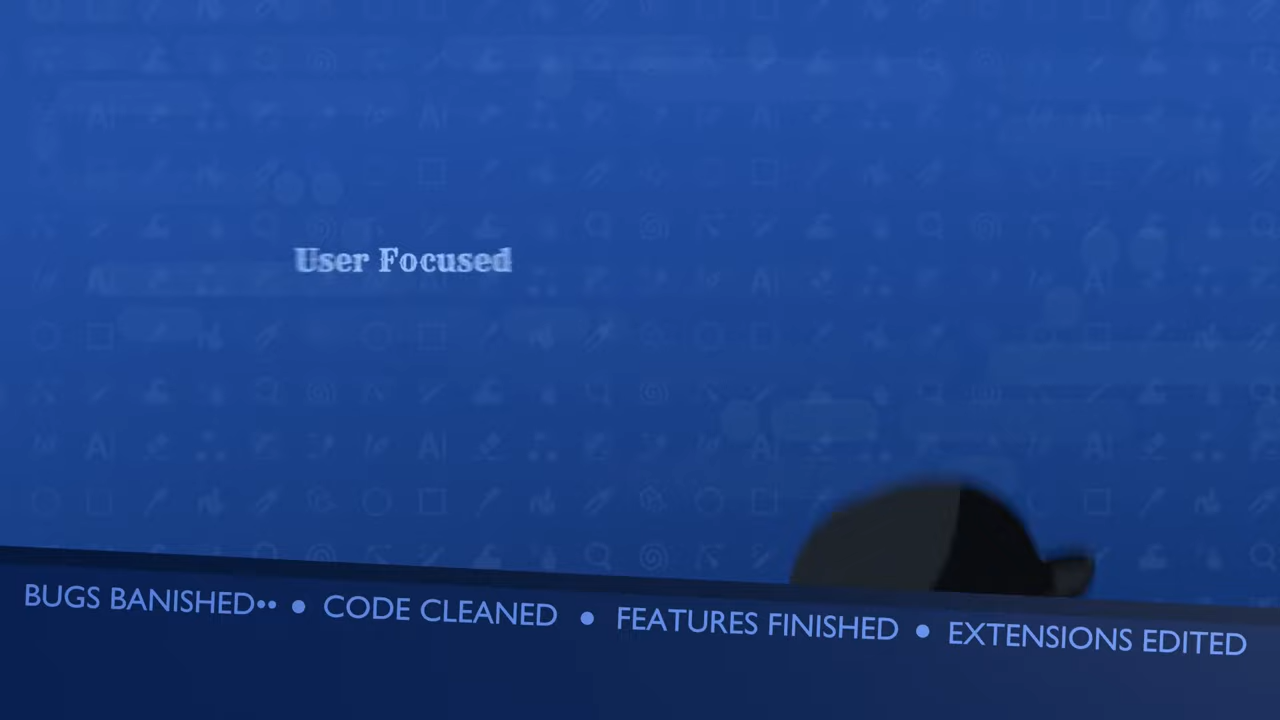 User Focused
BUGS BANISHED•• ● CODE CLEANED ● FEATURES FINISHED ● EXTENSIONS EDITED